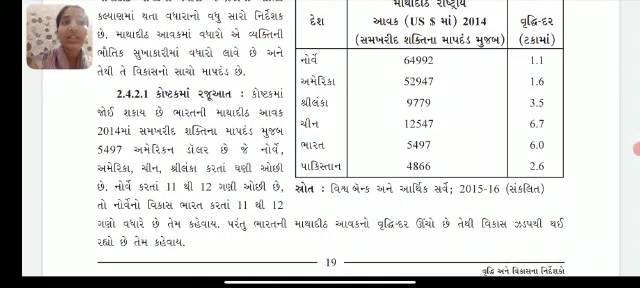 કલ્યાણમાં થતા વધારાનો વધુ સારો નિર્દેશક
છે. માથાદીઠ આવકમાં વધારો એ વ્યક્તિની
ભૌતિક સુખાકારીમાં વધારો લાવે છે અને
તેથી તે વિકાસનો સાચો માપદંડ છે.
2.4.2.1 કોષ્ટકમાં રજૂઆત : કોષ્ટકમાં
જોઈ શકાય છે ભારતની માથાદીઠ આવક
2014માં સમખરીદ શક્તિના માપદંડ મુજબ
5497 અમેરિકન ડૉલર છે જે નોર્વે,
અમેરિકા, ચીન, શ્રીલંકા કરતાં ઘણી ઓછી
છે. નોર્વે કરતાં 11 થી 12 ગણી ઓછી છે,
તો નોર્વેનો વિકાસ ભારત કરતાં 11 થી 12
ગણો વધારે છે તેમ કહેવાય. પરંતુ ભારતની માથાદીઠ આવકનો વૃદ્ધિ-દર ઊંચો છે તેથી વિકાસ ઝડપથી થઈ
રહ્યો છે તેમ કહેવાય.
દેશ
માથાદીઠ રાષ્ટ્રીય
આવક (US $ માં) 2014
(સમખરીદ શક્તિના માપદંડ મુજબ)
વૃદ્ધિ-દર
(ટકામાં)
નોર્વે 64992 1.1
અમેરિકા 52947 1.6
શ્રીલંકા 9779 3.5
ચીન 12547 6.7
ભારત 5497 6.0
પાકિસ્તાન 4866 2.6
સ્રોત : વિશ્વ બેન્ક અને આર્થિક સર્વે; 2015-16 (સંકલિત)
19
વૃદ્ધિ અને વિકાસના નિર્દેશકો